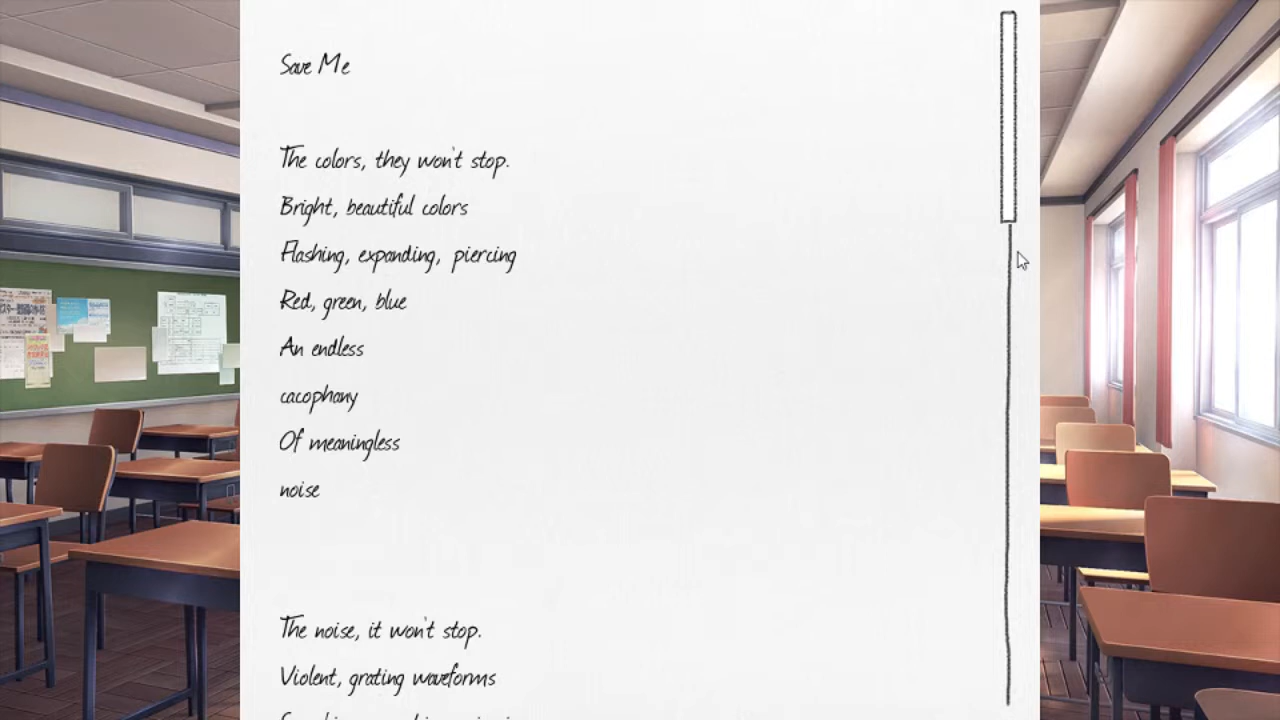 Save Me
The colors, they won't stop.
Bright, beautiful colors
Flashing, expanding, piercing
Red, green, blue
An endless
cacophany
Of meaningless
noise
The noise, it won't stop.
Violent, grating waveforms